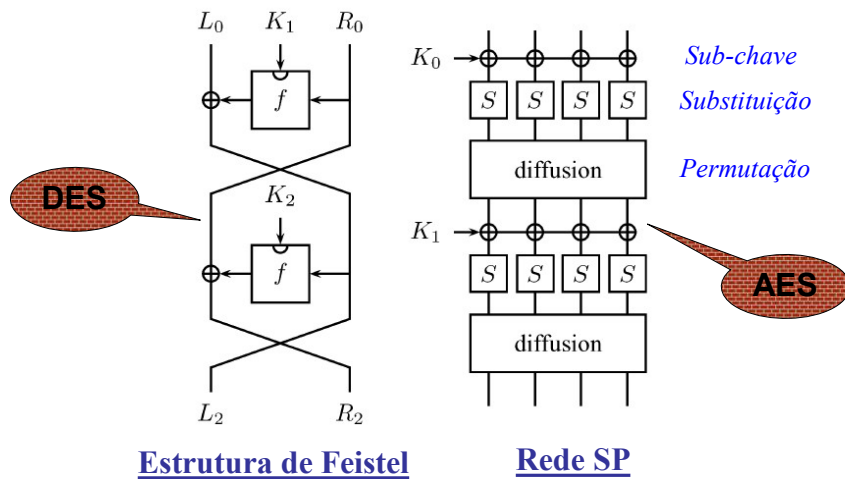 L₀ K₁ R₀
f
K₂
f
L₂ R₂
DES
Estrutura de Feistel
K₀
Sub-chave
S S S S
Substituição
diffusion
Permutação
K₁
S S S S
AES
diffusion
Rede SP